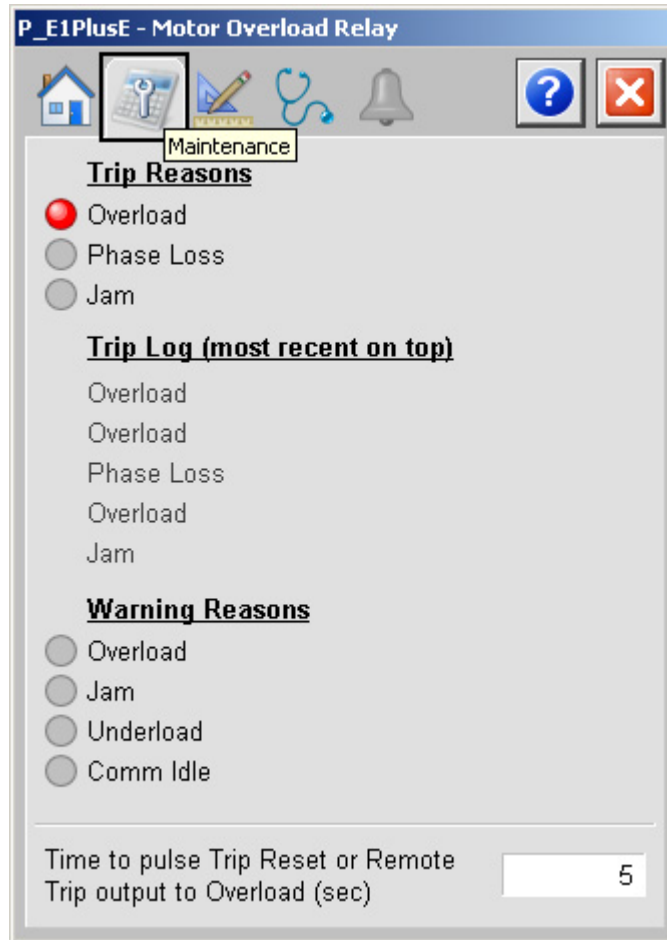 P_E1PlusE - Motor Overload Relay
?
Maintenance
Trip Reasons
Overload
Phase Loss
Jam
Trip Log (most recent on top)
Overload
Overload
Phase Loss
Overload
Jam
Warning Reasons
Overload
Jam
Underload
Comm Idle
Time to pulse Trip Reset or Remote
Trip output to Overload (sec)
5